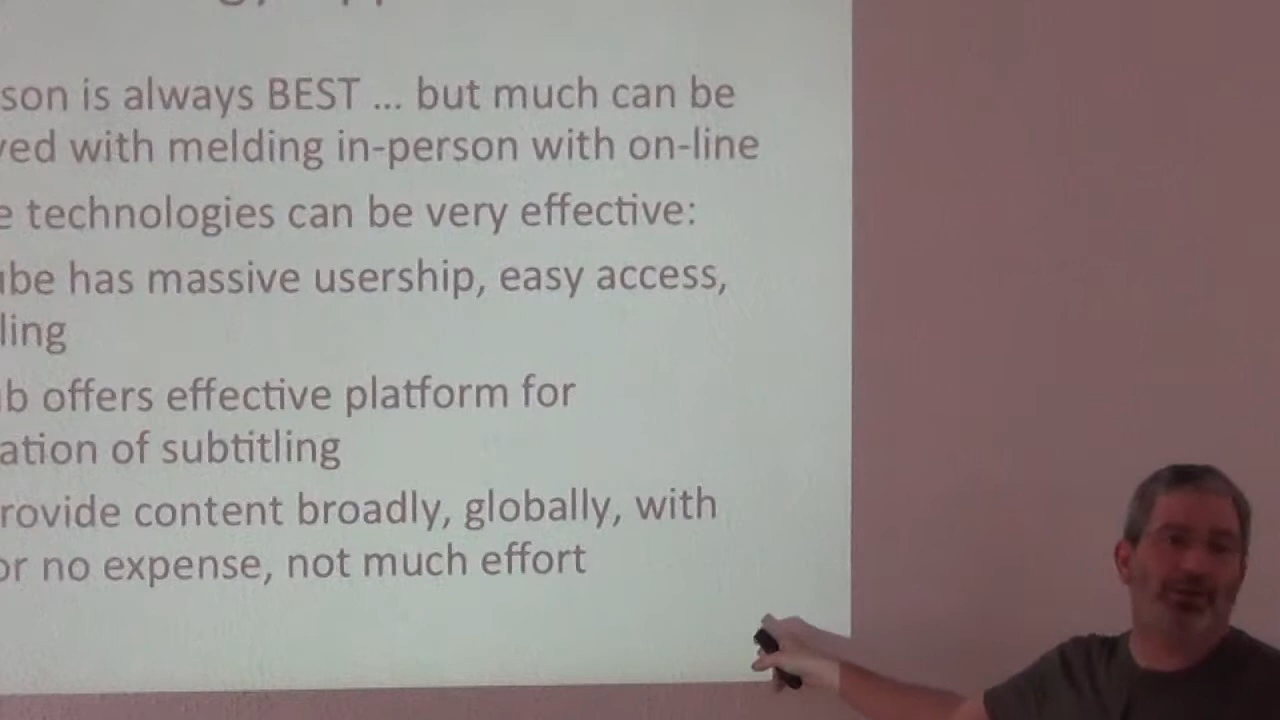 son is always BEST ... but much can be
ved with melding in-person with on-line
e technologies can be very effective:
ube has massive usership, easy access,
ling
ub offers effective platform for
ation of subtitling
rovide content broadly, globally, with
or no expense, not much effort